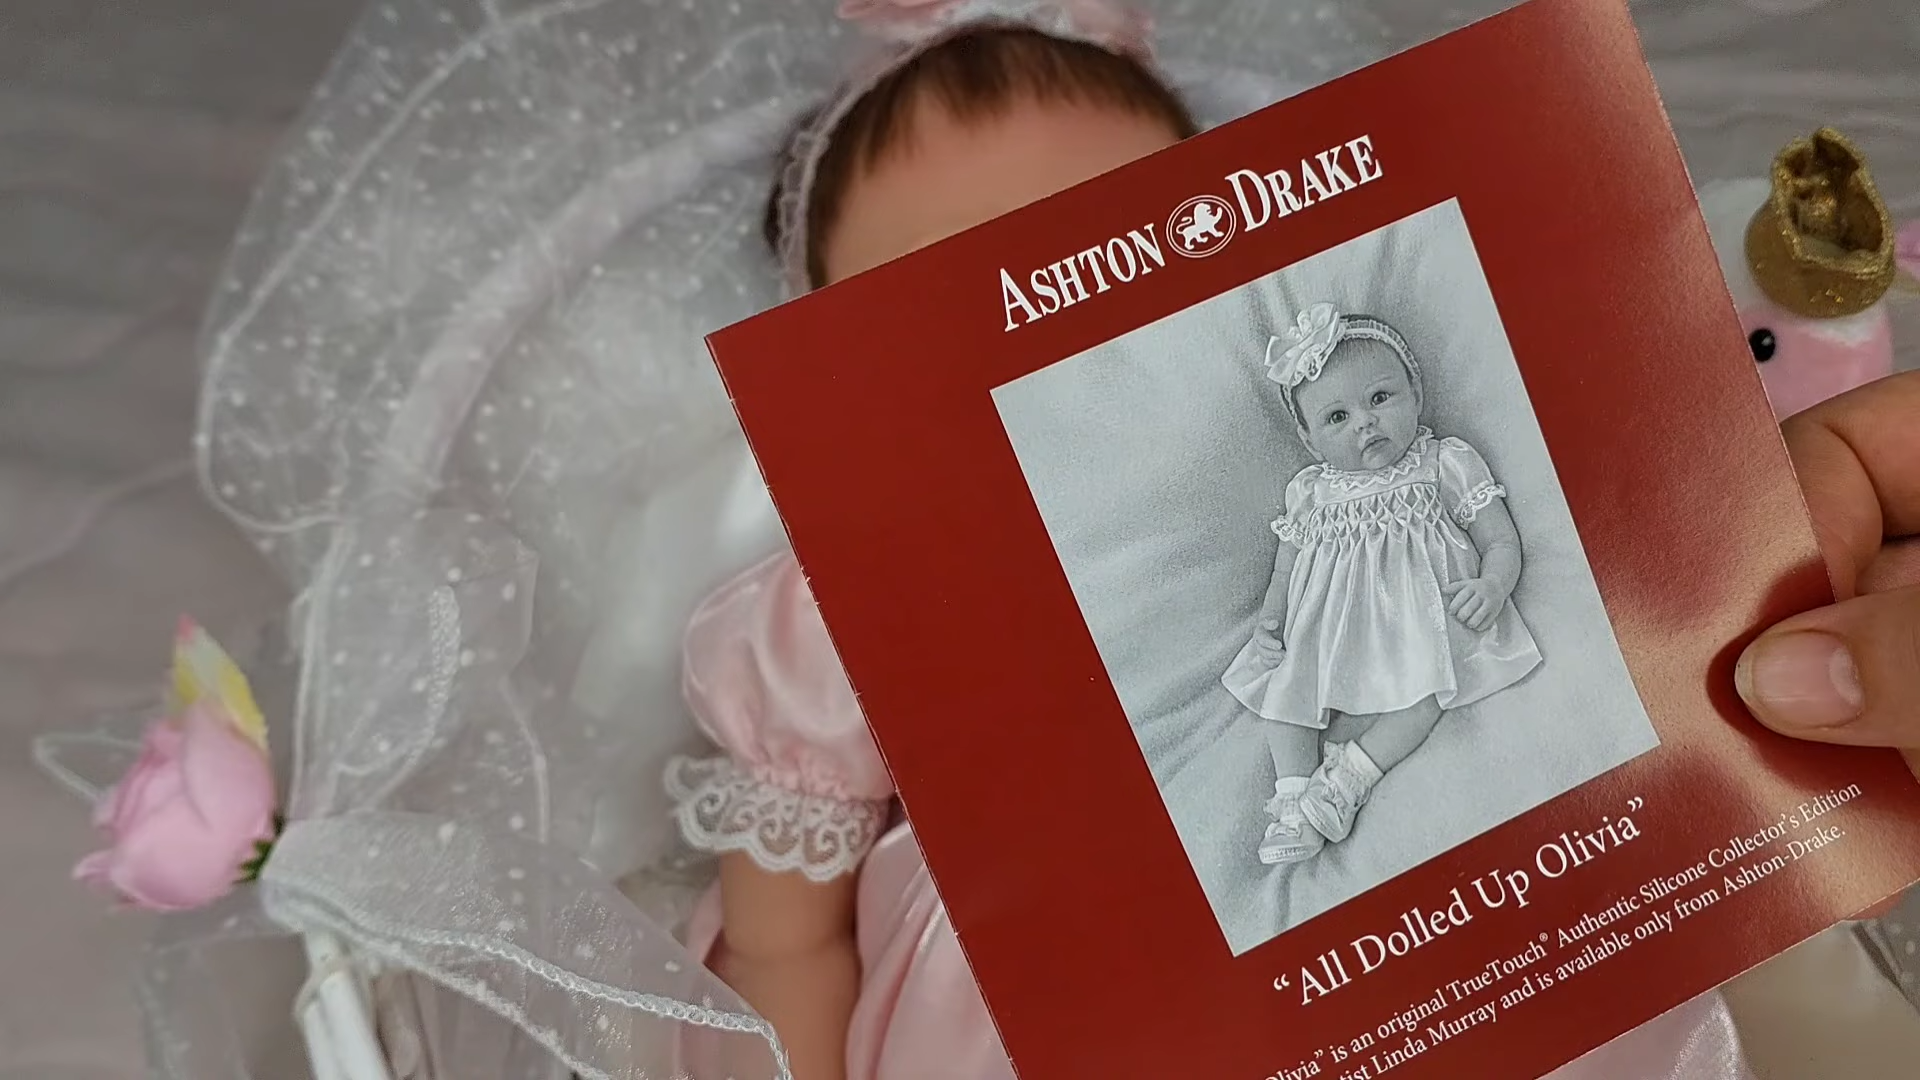 ASHTON DRAKE
“All Dolled Up Olivia”
Olivia” is an original TrueTouch® Authentic Silicone Collector's Edition
Linda Murray and is available only from Ashton-Drake.